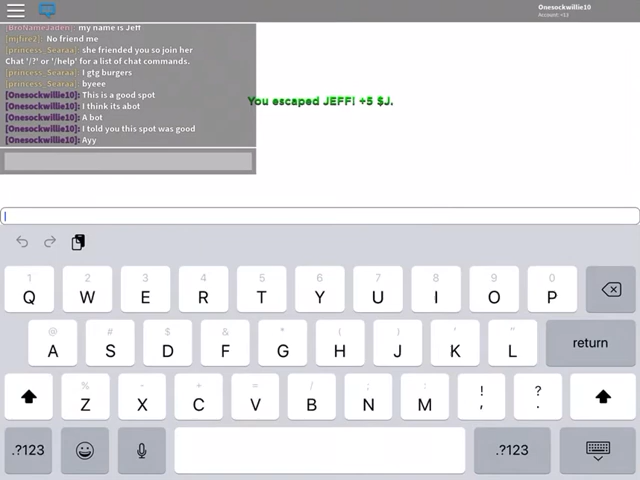 Onesockwillie10
Account: <13
[BroNameJaden]: my name is Jeff
[mjfire2]: No friend me
[princess_Searaa]: she friended you so join her
Chat '/?' or '/help' for a list of chat commands.
[princess_Searaa]: I gtg burgers
[princess_Searaa]: byeee
[Onesockwillie10]: This is a good spot
[Onesockwillie10]: I think its abot
[Onesockwillie10]: A bot
[Onesockwillie10]: I told you this spot was good
[Onesockwillie10]: Ayy
You escaped JEFF! +5 $J.
1 2 3 4 5 6 7 8 9 0
Q W E R T Y U I O P
@ # $ & * ( ) ' "
A S D F G H J K L return
% - + = / ; : ! ?
Z X C V B N M , .
.?123 .?123